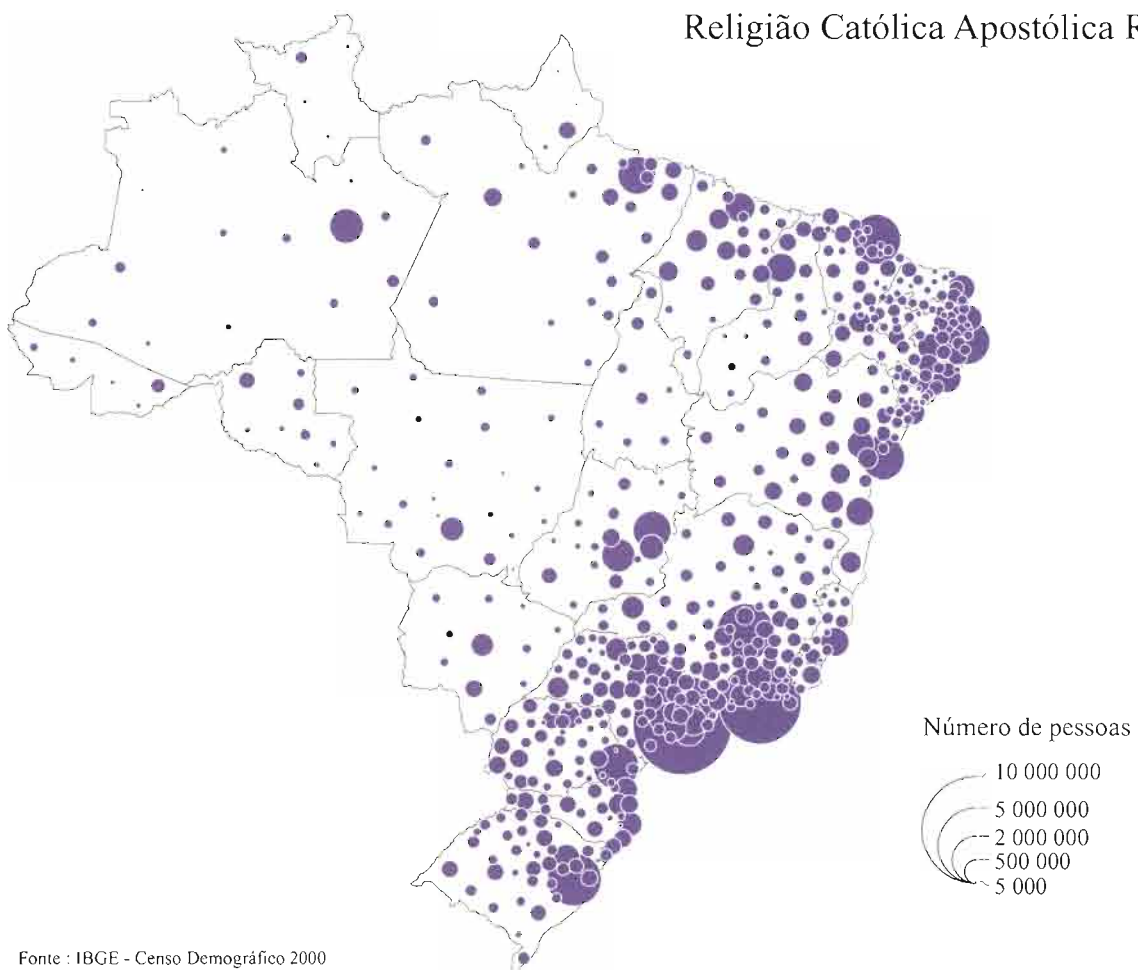 Religião Católica Apostólica R
Número de pessoas
10 000 000
5 000 000
2 000 000
500 000
5 000
Fonte : IBGE - Censo Demográfico 2000